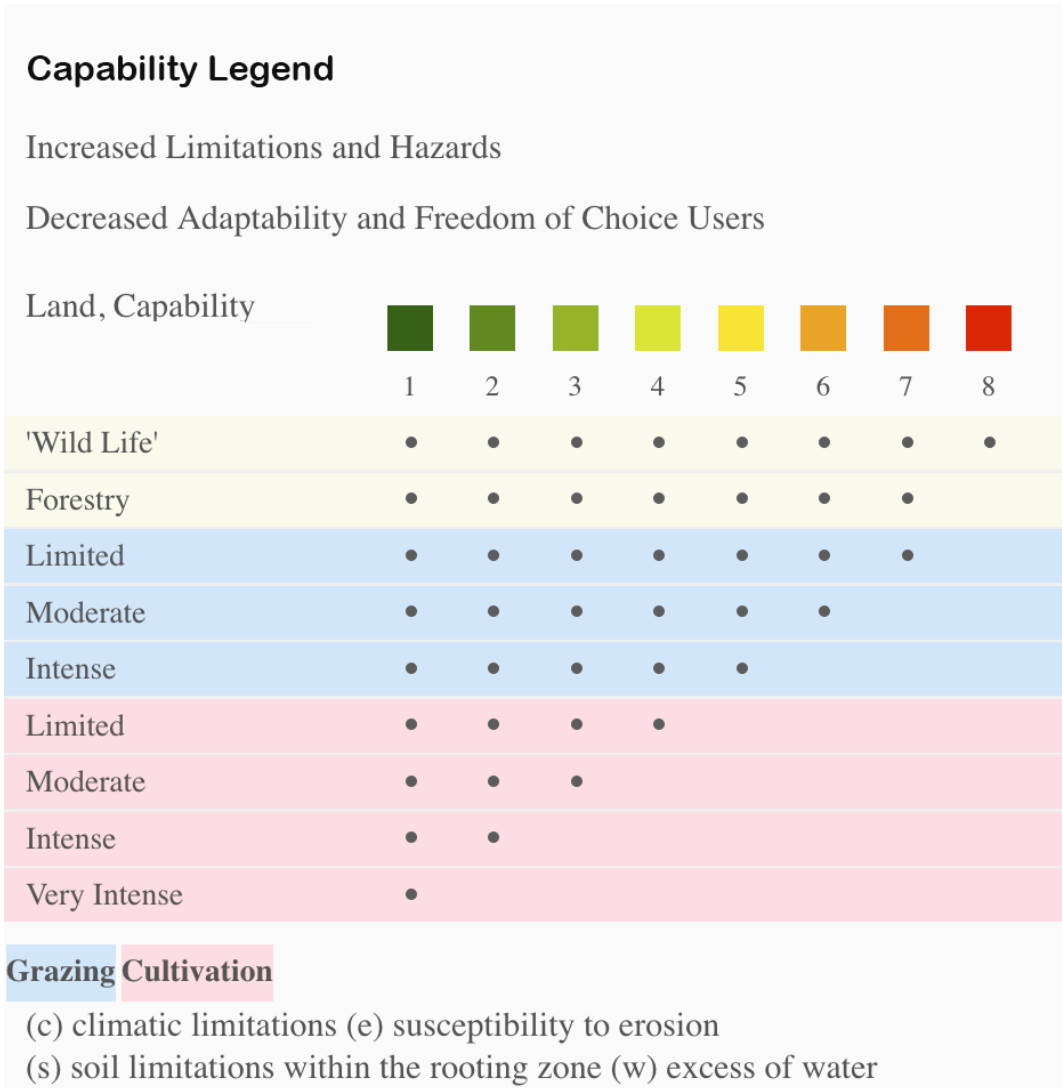 Capability Legend
Increased Limitations and Hazards
Decreased Adaptability and Freedom of Choice Users
Land, Capability
1 2 3 4 5 6 7 8
'Wild Life'
Forestry
Limited
Moderate
Intense
Limited
Moderate
Intense
Very Intense
Grazing Cultivation
(c) climatic limitations (e) susceptibility to erosion
(s) soil limitations within the rooting zone (w) excess of water